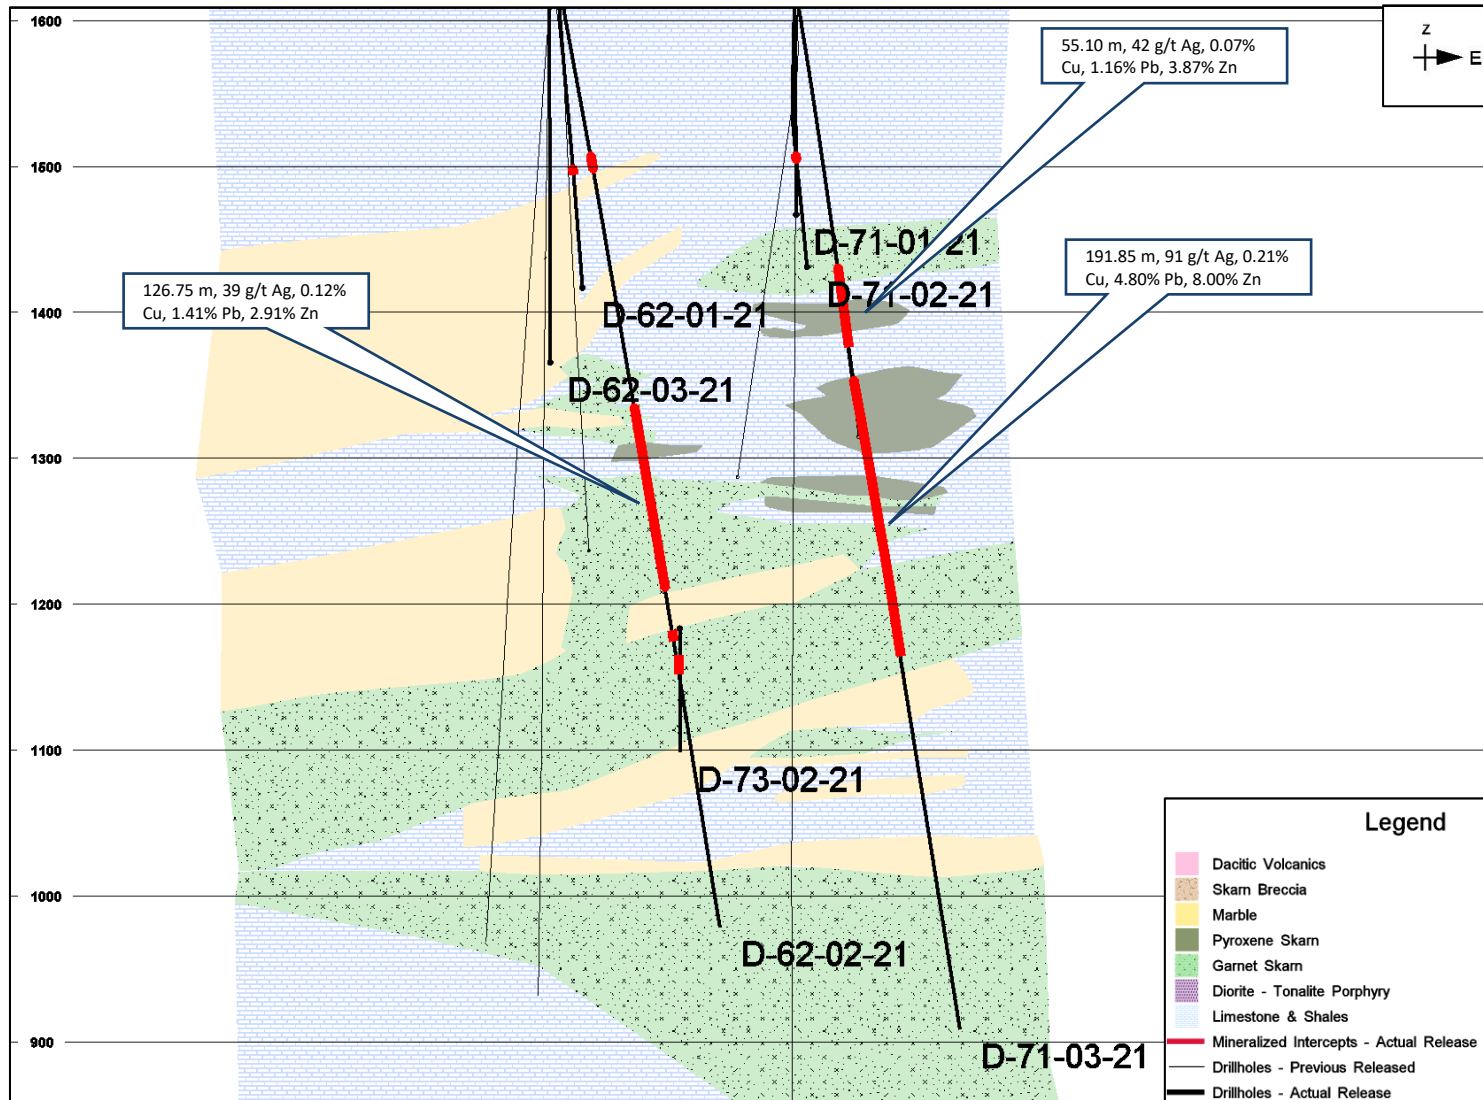 1600
z
E
55.10 m, 42 g/t Ag, 0.07%
Cu, 1.16% Pb, 3.87% Zn
1500
D-71-01-21
191.85 m, 91 g/t Ag, 0.21%
Cu, 4.80% Pb, 8.00% Zn
126.75 m, 39 g/t Ag, 0.12%
Cu, 1.41% Pb, 2.91% Zn
D-71-02-21
1400
D-62-01-21
D-62-03-21
1300
1200
1100
D-73-02-21
1000
D-62-02-21
900
D-71-03-21
Legend
Dacitic Volcanics
Skarn Breccia
Marble
Pyroxene Skarn
Garnet Skarn
Diorite - Tonalite Porphyry
Limestone & Shales
Mineralized Intercepts - Actual Release
Drillholes - Previous Released
Drillholes - Actual Release